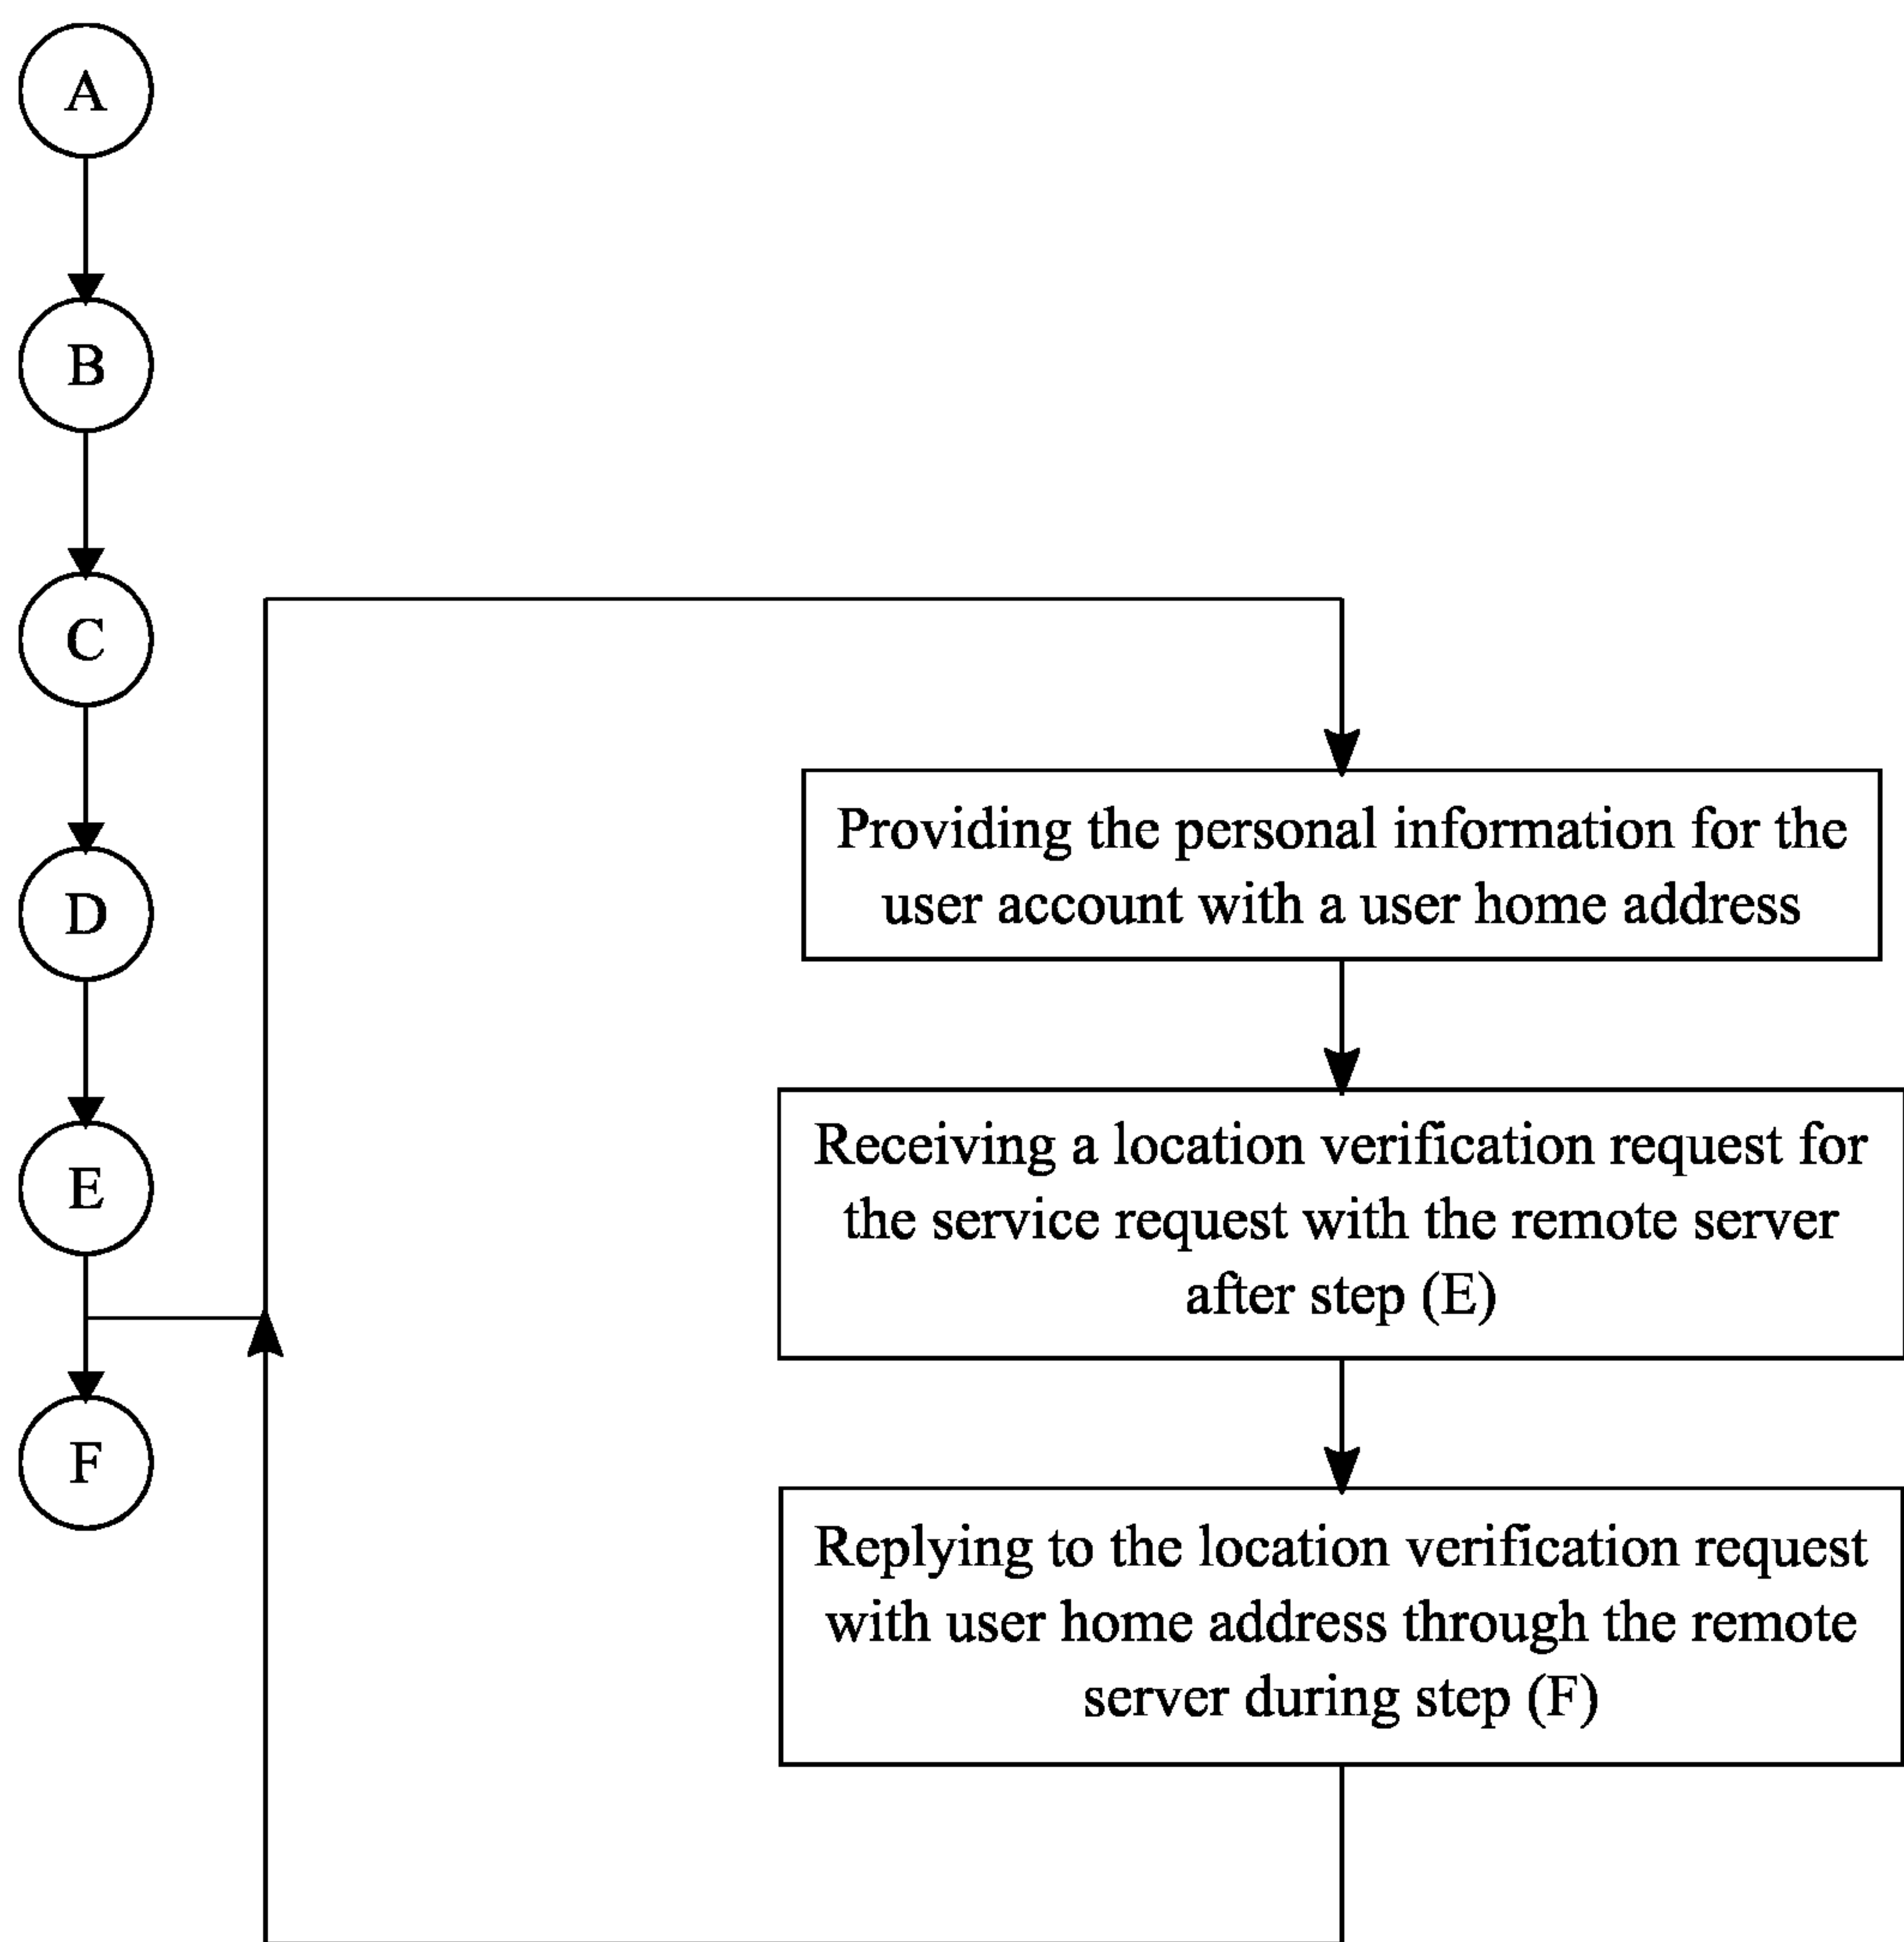 A
B
C
D
E
F
Providing the personal information for the
user account with a user home address
Receiving a location verification request for
the service request with the remote server
after step (E)
Replying to the location verification request
with user home address through the remote
server during step (F)